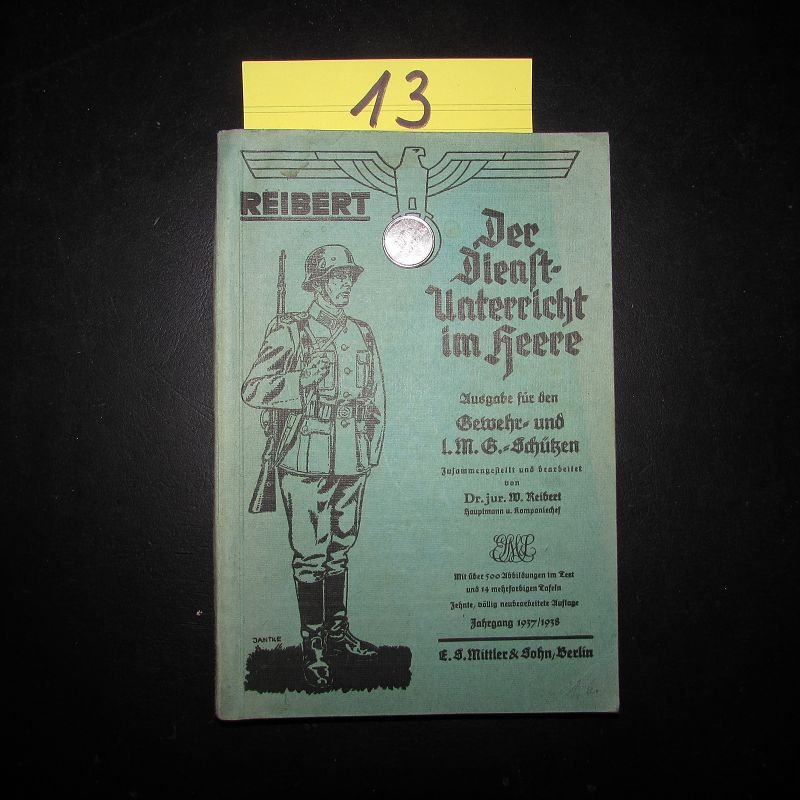 13
REIBERT
Der
Dienst-
Unterricht
im Heere
Ausgabe für den
Gewehr- und
l. M. G.-Schützen
Zusammengestellt und bearbeitet
von
Dr. jur. W. Reibert
Hauptmann u. Kompaniechef
Mit über 500 Abbildungen im Text
und 14 mehrfarbigen Tafeln
Zehnte, völlig neubearbeitete Auflage
Jahrgang 1937/1938
E. S. Mittler & Sohn, Berlin
JANTKE